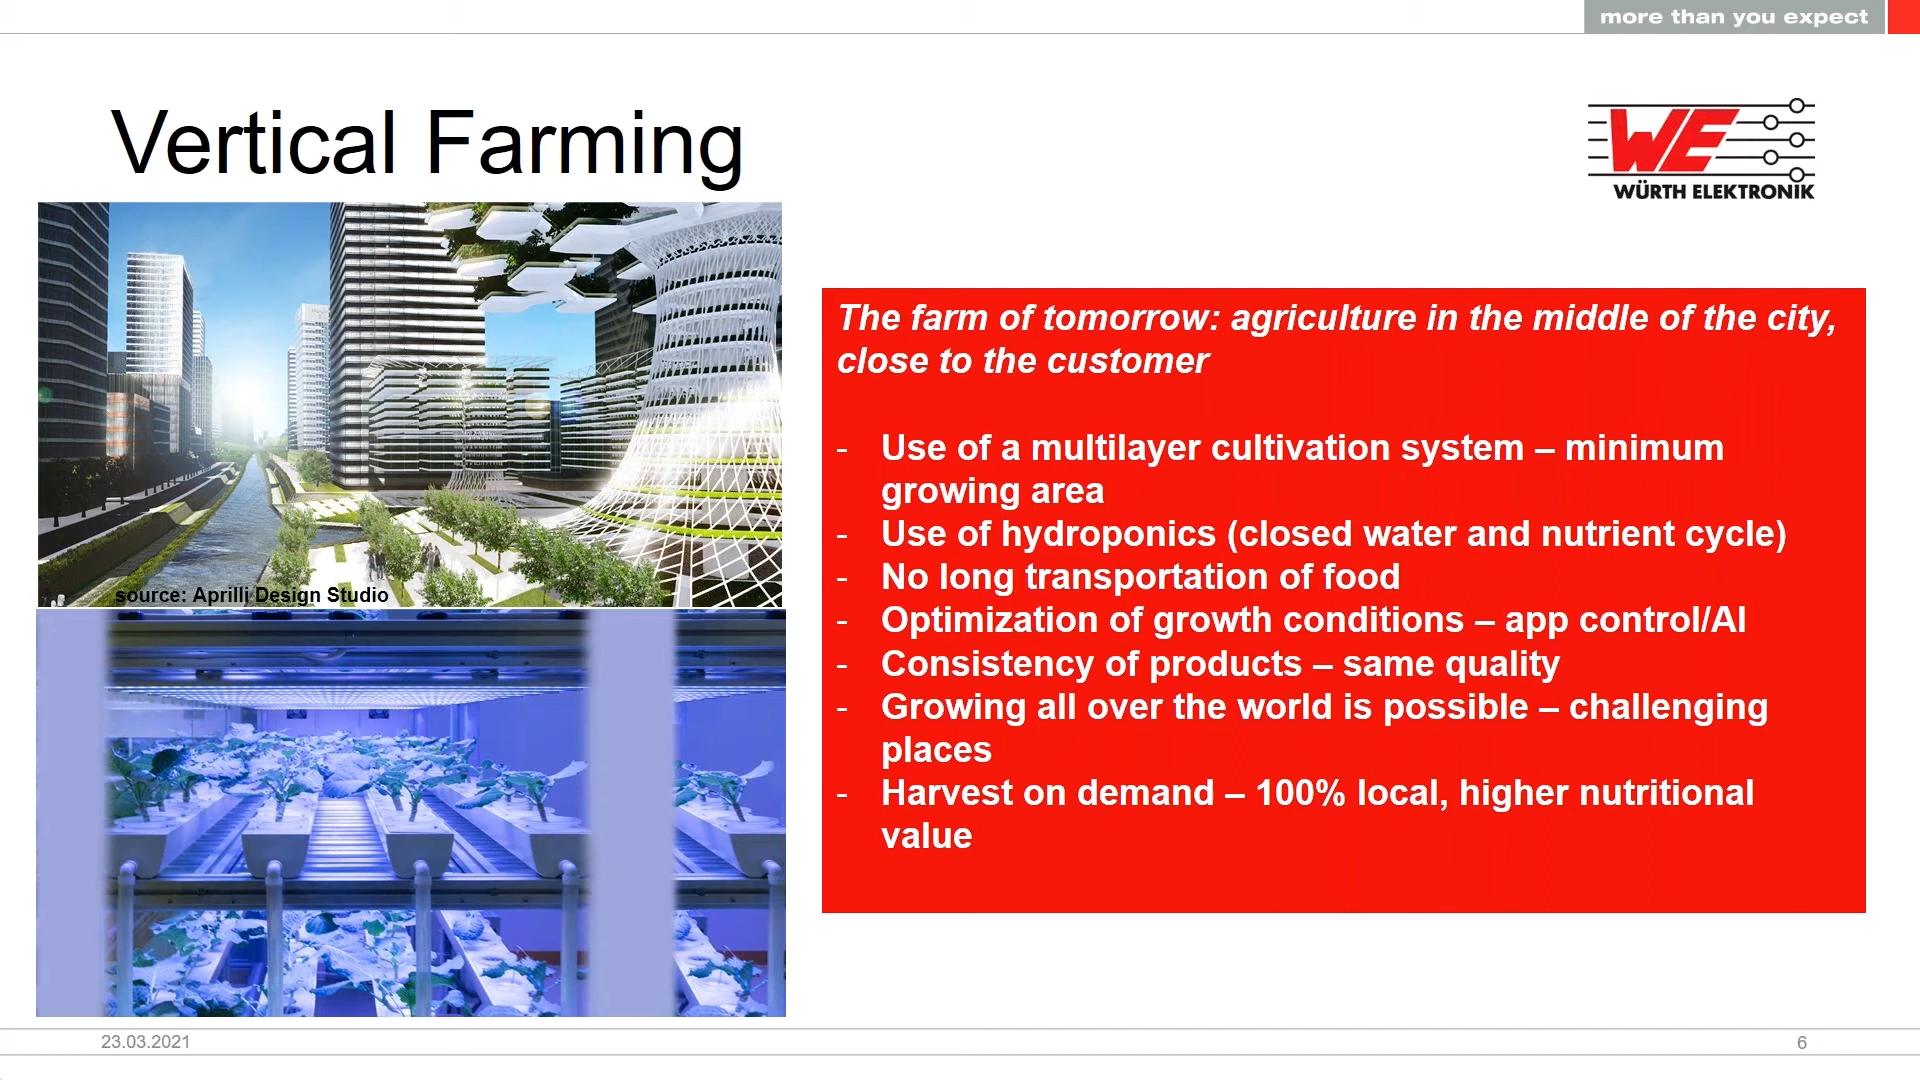 more than you expect
Vertical Farming
WE
WÜRTH ELEKTRONIK
source: Aprilli Design Studio
The farm of tomorrow: agriculture in the middle of the city,
close to the customer
- Use of a multilayer cultivation system – minimum
growing area
- Use of hydroponics (closed water and nutrient cycle)
- No long transportation of food
- Optimization of growth conditions – app control/AI
- Consistency of products – same quality
- Growing all over the world is possible – challenging
places
- Harvest on demand – 100% local, higher nutritional
value
23.03.2021
6